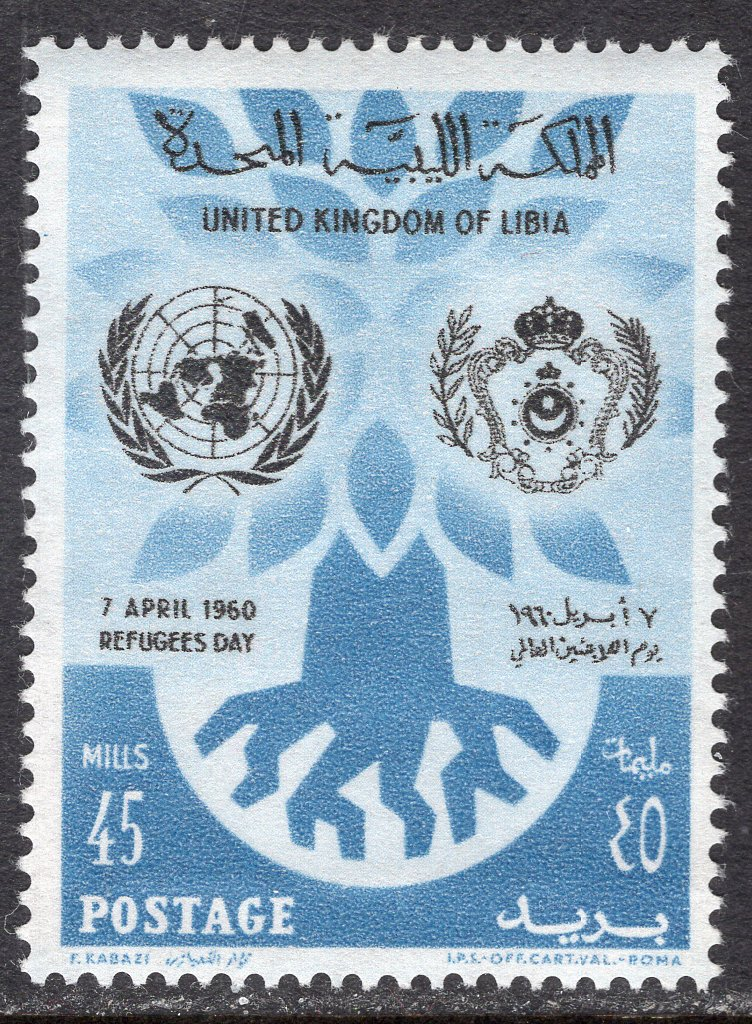 المملكة الليبية المتحدة
UNITED KINGDOM OF LIBIA
7 APRIL 1960
REFUGEES DAY
٧ أبريل ١٩٦٠
يوم اللاجئين العالمي
MILLS
45
POSTAGE
مليمات
٤٥
بريد
F. KABAZI
I.P.S.-OFF.CART.VAL.-ROMA